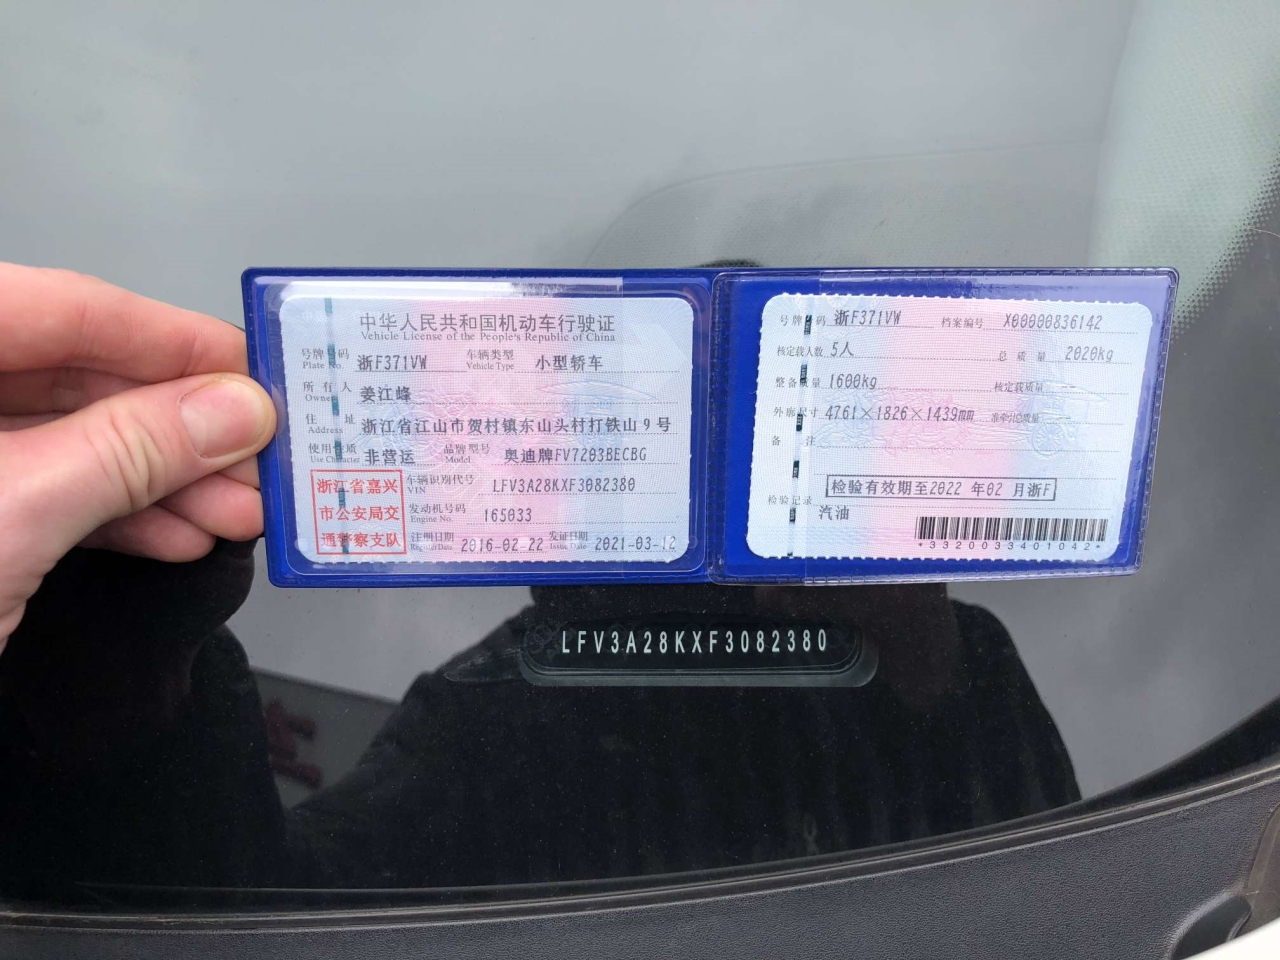 中华人民共和国机动车行驶证
Vehicle License of the People's Republic of China
号牌号码 Plate No. 浙F371VW 车辆类型 Vehicle Type 小型轿车
所有人 Owner 姜江峰
住址 Address 浙江省江山市贺村镇东山头村打铁山9号
使用性质 Use Character 非营运 品牌型号 Model 奥迪牌FV7203BECBG
浙江省嘉兴
市公安局交
通警察支队
车辆识别代号 VIN LFV3A28KXF3082380
发动机号码 Engine No. 165033
注册日期 Register Date 2016-02-22 发证日期 Issue Date 2021-03-12
号牌号码 浙F371VW 档案编号 X00000836142
核定载人数 5人 总质量 2020kg
整备质量 1600kg 核定载质量 --
外廓尺寸 4761×1826×1439mm 准牵引总质量 --
备注
检验记录 检验有效期至2022年02月浙F
汽油
*3320033401042*
LFV3A28KXF3082380